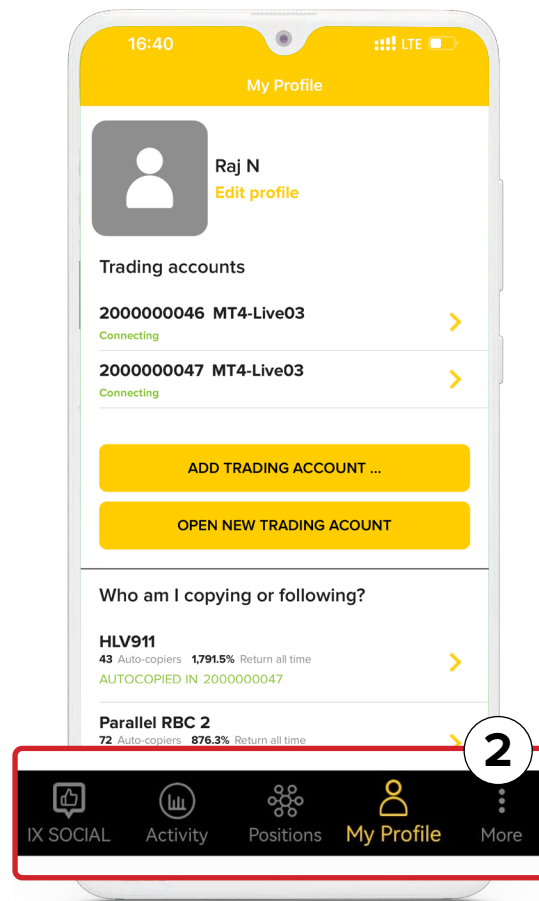 16:40
LTE
My Profile
Raj N
Edit profile
Trading accounts
2000000046 MT4-Live03
Connecting
2000000047 MT4-Live03
Connecting
ADD TRADING ACCOUNT ...
OPEN NEW TRADING ACOUNT
Who am I copying or following?
HLV911
43 Auto-copiers 1,791.5% Return all time
AUTOCOPIED IN 2000000047
Parallel RBC 2
72 Auto-copiers 876.3% Return all time
2
IX SOCIAL
Activity
Positions
My Profile
More